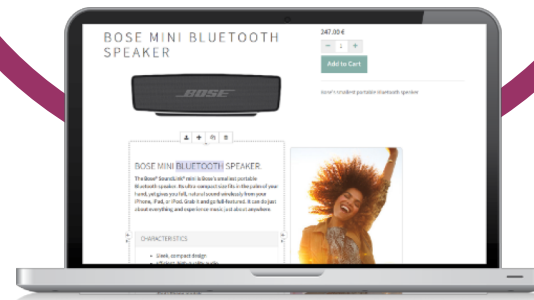 BOSE MINI BLUETOOTH
SPEAKER
247.00 €
1
Add to Cart
Bose's smallest portable Bluetooth speaker
BOSE
BOSE MINI BLUETOOTH SPEAKER.
The Bose® SoundLink® mini is Bose's smallest portable
Bluetooth speaker. Its ultra-compact size fits in the palm of your
hand, yet gives you full, natural sound wirelessly from your
iPhone, iPad, or iPod. Grab it and go full-featured. It can do just
about everything and experience music just about anywhere
CHARACTERISTICS
Sleek, compact design